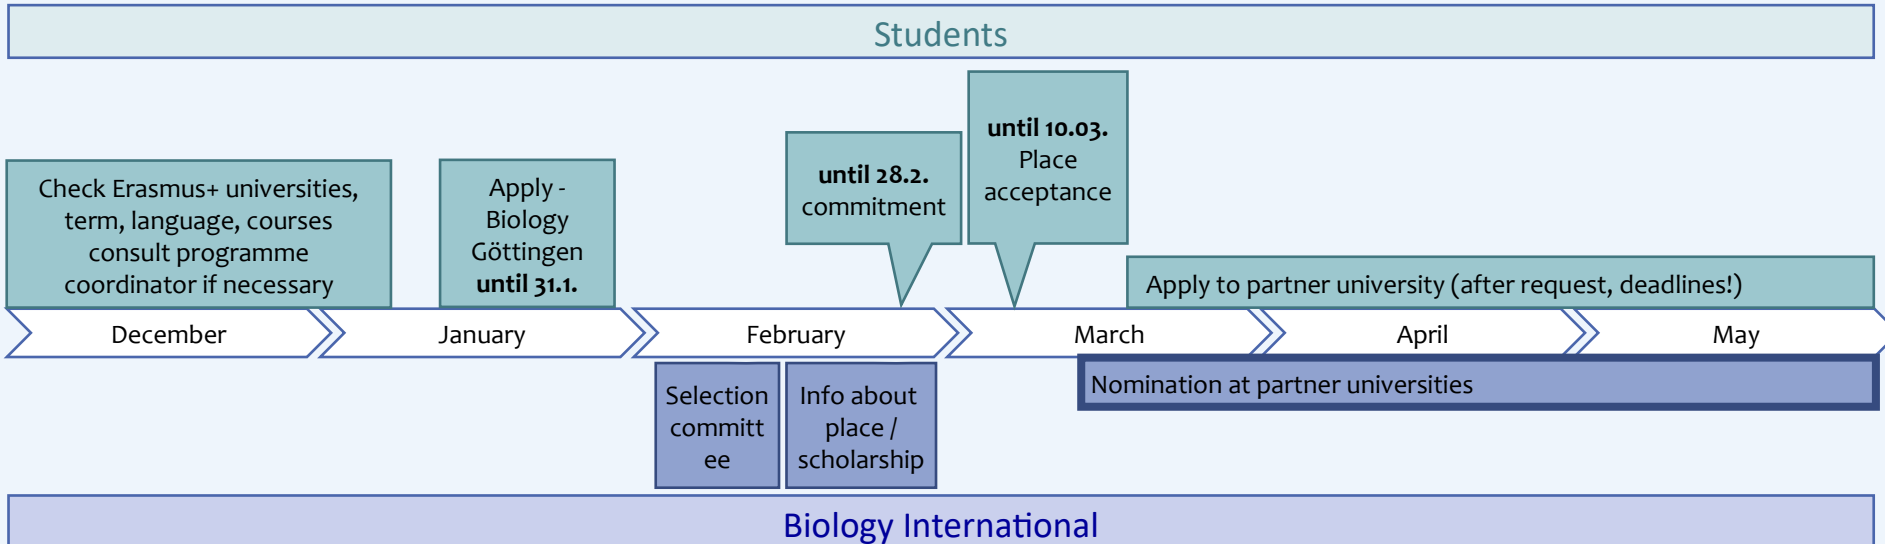 Students
Check Erasmus+ universities,
term, language, courses
consult programme
coordinator if necessary
Apply -
Biology
Göttingen
until 31.1.
until 28.2.
commitment
until 10.03.
Place
acceptance
Apply to partner university (after request, deadlines!)
December
January
February
March
April
May
Selection
committ
ee
Info about
place /
scholarship
Nomination at partner universities
Biology International